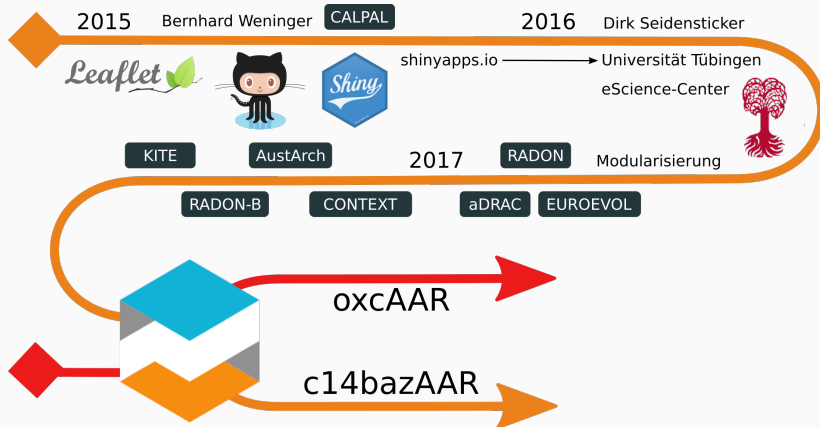 2015
Bernhard Weninger
CALPAL
2016
Dirk Seidensticker
Leaflet
Shiny
shinyapps.io
Universität Tübingen
eScience-Center
KITE
AustArch
2017
RADON
Modularisierung
RADON-B
CONTEXT
aDRAC
EUROEVOL
oxcAAR
c14bazAAR